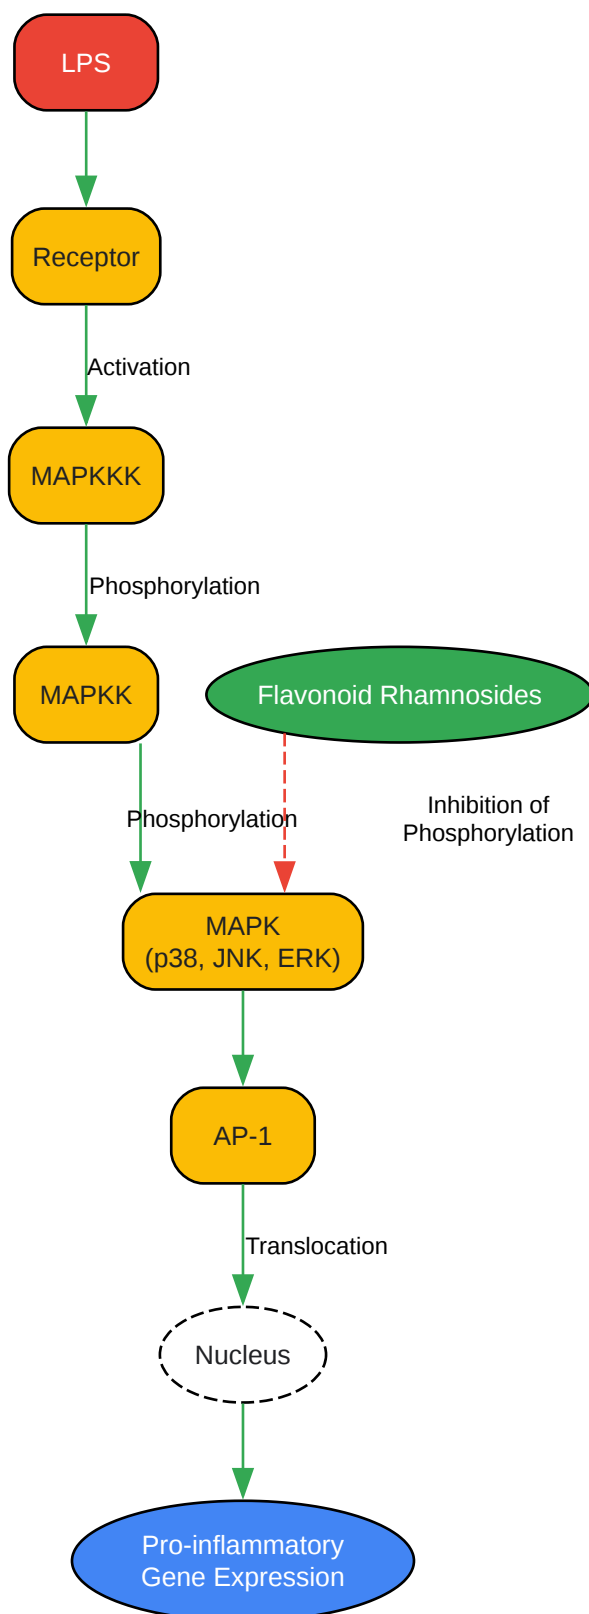 LPS
Receptor
Activation
MAPKKK
Phosphorylation
MAPKK
Flavonoid Rhamnosides
Phosphorylation
Inhibition of
Phosphorylation
MAPK
(p38, JNK, ERK)
AP-1
Translocation
Nucleus
Pro-inflammatory
Gene Expression